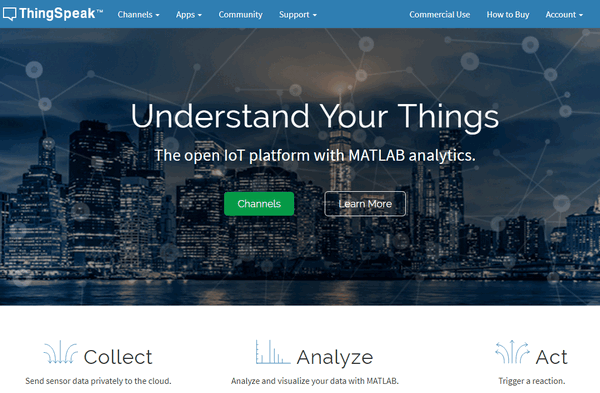 ThingSpeak™ Channels Apps Community Support Commercial Use How to Buy Account
Understand Your Things
The open IoT platform with MATLAB analytics.
Channels Learn More
Collect Analyze Act
Send sensor data privately to the cloud. Analyze and visualize your data with MATLAB. Trigger a reaction.